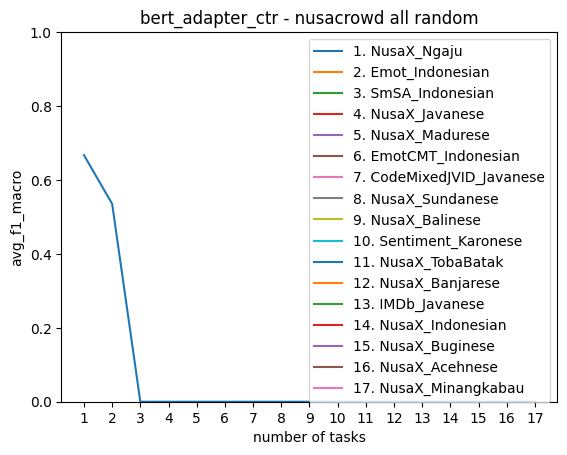 bert_adapter_ctr - nusacrowd all random
1.0
0.8
0.6
0.4
0.2
0.0
avg_f1_macro
1. NusaX_Ngaju
2. Emot_Indonesian
3. SmSA_Indonesian
4. NusaX_Javanese
5. NusaX_Madurese
6. EmotCMT_Indonesian
7. CodeMixedJVID_Javanese
8. NusaX_Sundanese
9. NusaX_Balinese
10. Sentiment_Karonese
11. NusaX_TobaBatak
12. NusaX_Banjarese
13. IMDb_Javanese
14. NusaX_Indonesian
15. NusaX_Buginese
16. NusaX_Acehnese
17. NusaX_Minangkabau
1 2 3 4 5 6 7 8 9 10 11 12 13 14 15 16 17
number of tasks